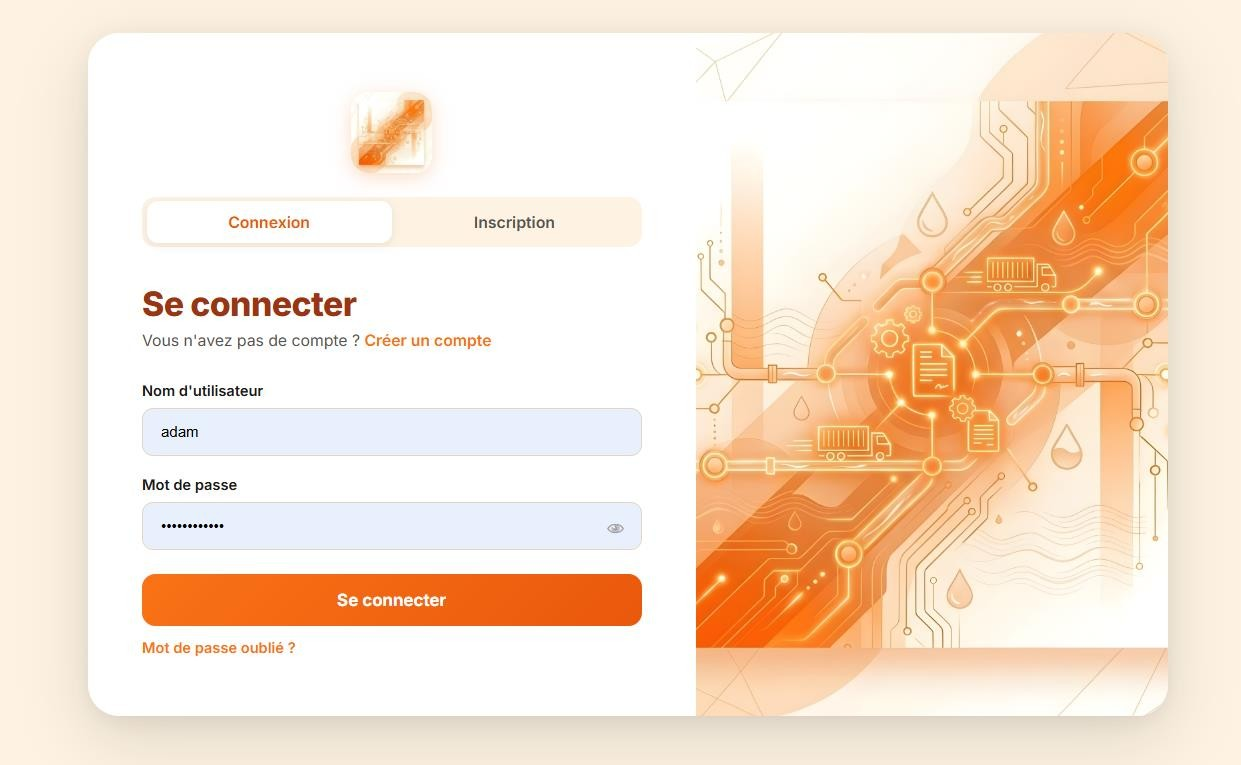 Connexion
Inscription
Se connecter
Vous n'avez pas de compte ? Créer un compte
Nom d'utilisateur
adam
Mot de passe
••••••••••••
Se connecter
Mot de passe oublié ?